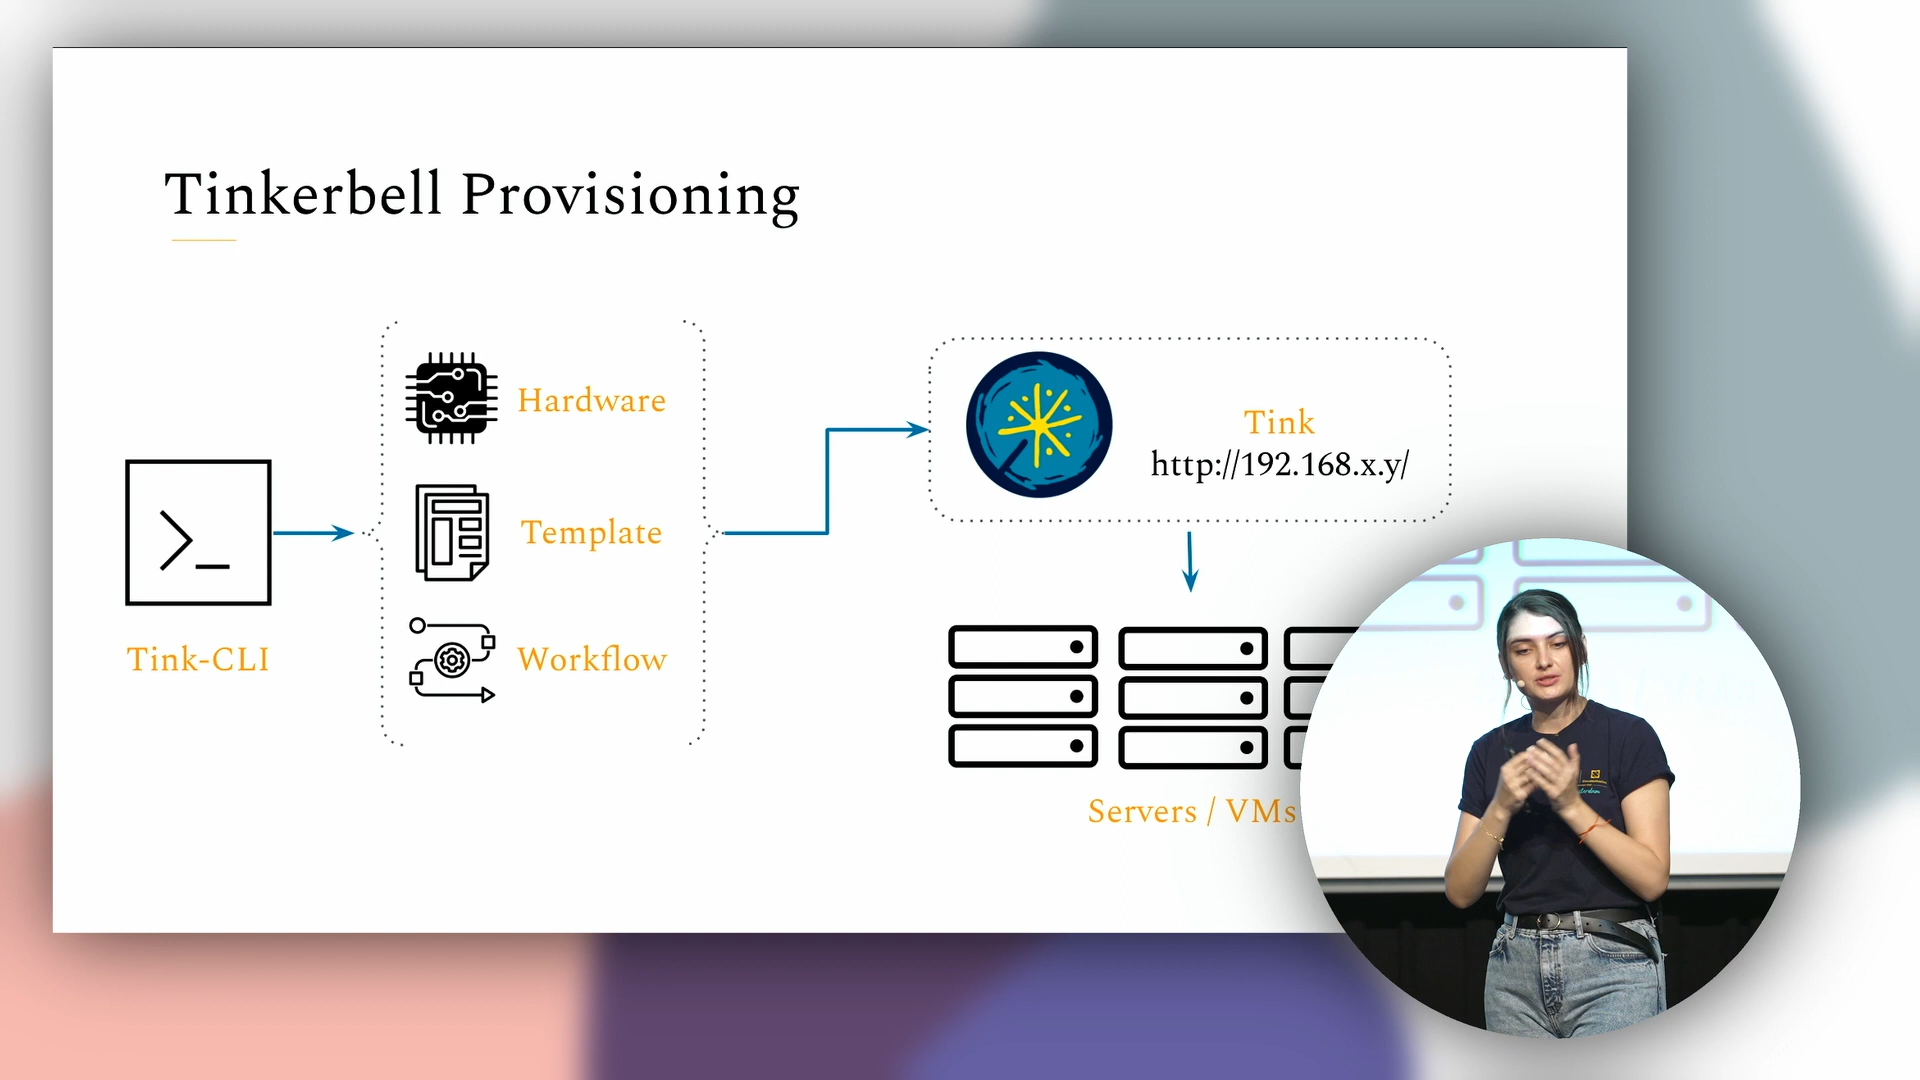 Tinkerbell Provisioning
Hardware
Template
Workflow
Tink-CLI
Tink
http://192.168.x.y/
Servers / VMs